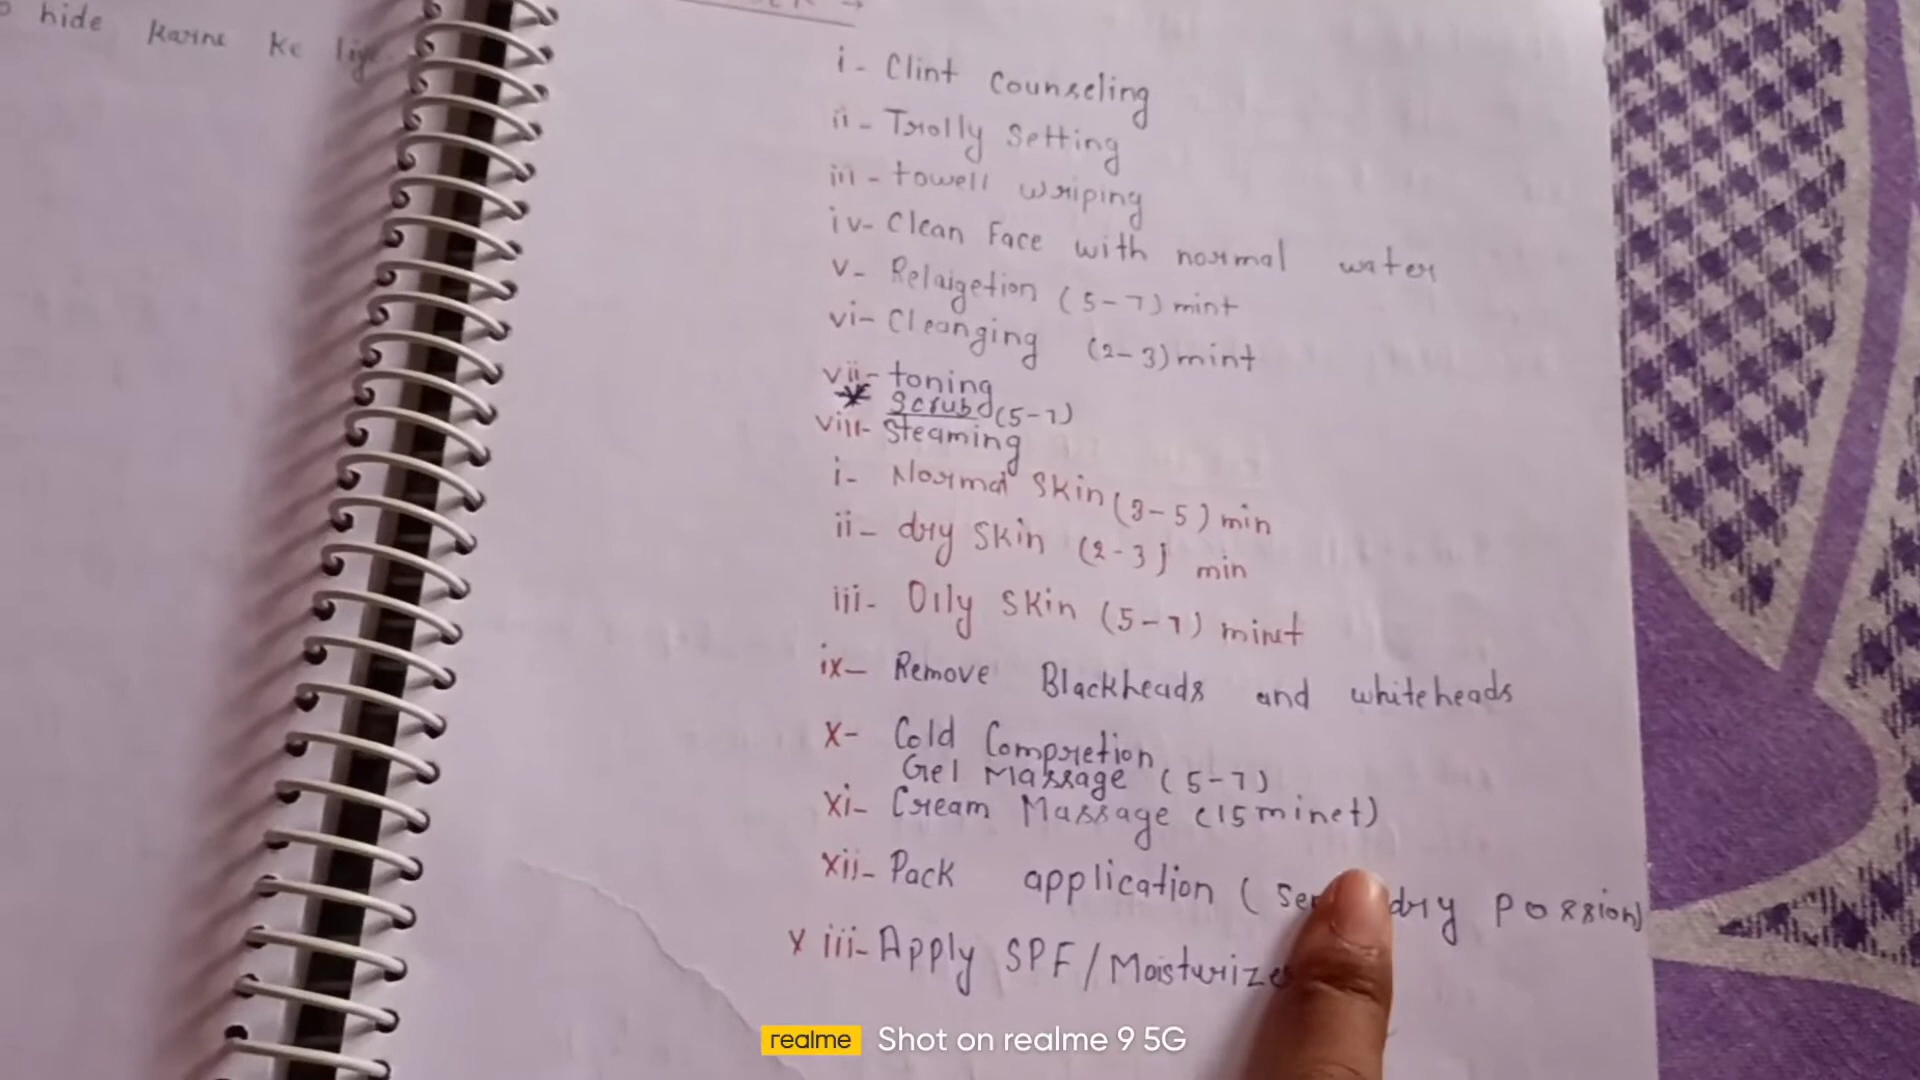 hide karne ke liye
i- Clint Counseling
ii- Trolly Setting
iii- towell wriping
iv- Clean Face with normal water
v- Relaigetion (5-7) mint
vi- Cleanging (2-3) mint
vii- toning
* Scrub (5-7)
viii- Steaming
i- Normal Skin (3-5) min
ii- dry Skin (2-3) min
iii- Oily Skin (5-7) mint
ix- Remove Blackheads and whiteheads
x- Cold Compretion
Gel Massage (5-7)
xi- Cream Massage (15 minet)
xii- Pack application ( dry Possion)
xiii- Apply SPF/Moisturize
realme Shot on realme 9 5G